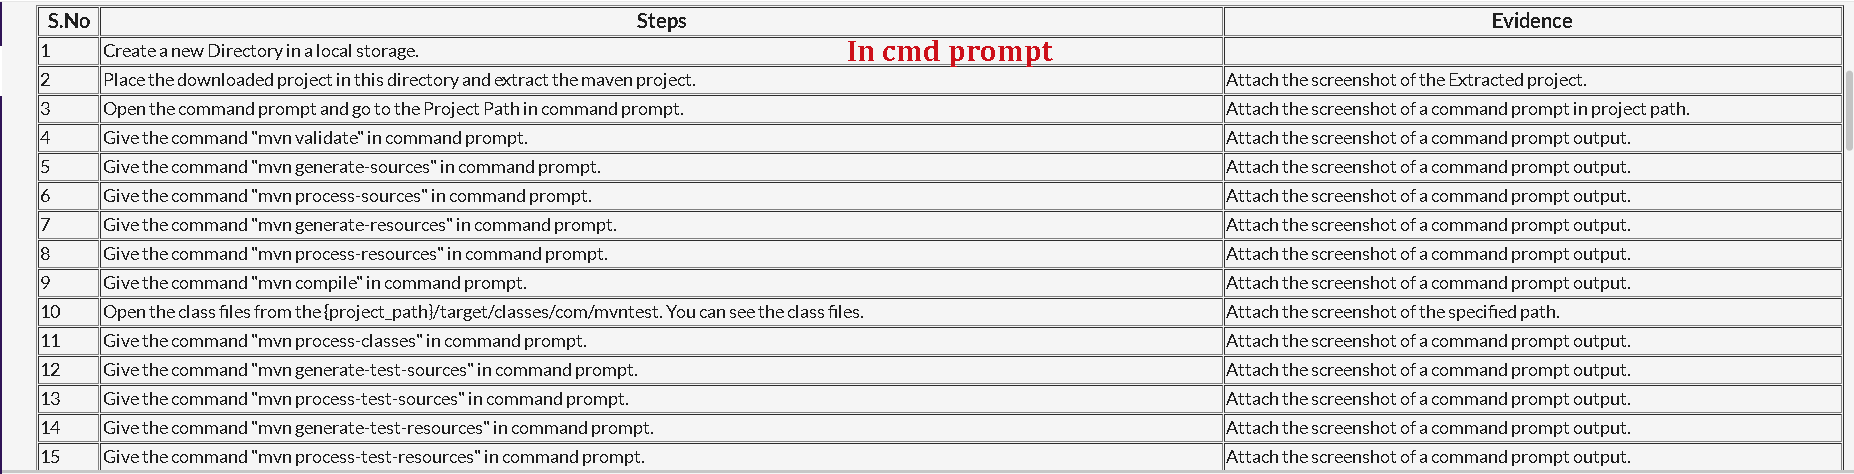 S.No Steps Evidence
1 Create a new Directory in a local storage. In cmd prompt
2 Place the downloaded project in this directory and extract the maven project. Attach the screenshot of the Extracted project.
3 Open the command prompt and go to the Project Path in command prompt. Attach the screenshot of a command prompt in project path.
4 Give the command "mvn validate" in command prompt. Attach the screenshot of a command prompt output.
5 Give the command "mvn generate-sources" in command prompt. Attach the screenshot of a command prompt output.
6 Give the command "mvn process-sources" in command prompt. Attach the screenshot of a command prompt output.
7 Give the command "mvn generate-resources" in command prompt. Attach the screenshot of a command prompt output.
8 Give the command "mvn process-resources" in command prompt. Attach the screenshot of a command prompt output.
9 Give the command "mvn compile" in command prompt. Attach the screenshot of a command prompt output.
10 Open the class files from the {project_path}/target/classes/com/mvntest. You can see the class files. Attach the screenshot of the specified path.
11 Give the command "mvn process-classes" in command prompt. Attach the screenshot of a command prompt output.
12 Give the command "mvn generate-test-sources" in command prompt. Attach the screenshot of a command prompt output.
13 Give the command "mvn process-test-sources" in command prompt. Attach the screenshot of a command prompt output.
14 Give the command "mvn generate-test-resources" in command prompt. Attach the screenshot of a command prompt output.
15 Give the command "mvn process-test-resources" in command prompt. Attach the screenshot of a command prompt output.